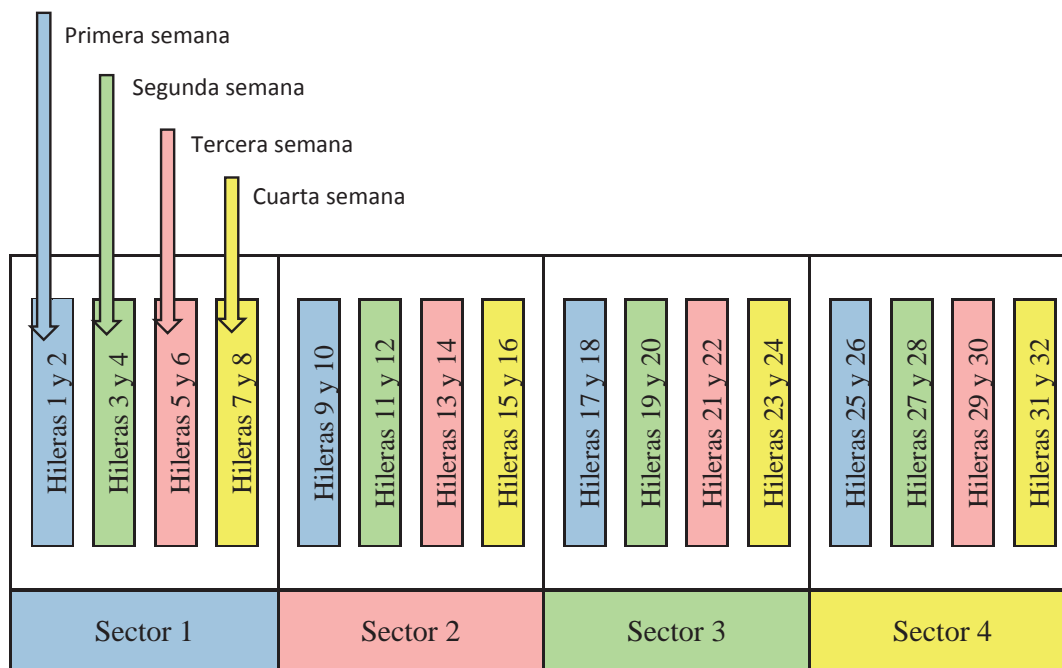 Primera semana
Segunda semana
Tercera semana
Cuarta semana
Hileras 1 y 2
Hileras 3 y 4
Hileras 5 y 6
Hileras 7 y 8
Hileras 9 y 10
Hileras 11 y 12
Hileras 13 y 14
Hileras 15 y 16
Hileras 17 y 18
Hileras 19 y 20
Hileras 21 y 22
Hileras 23 y 24
Hileras 25 y 26
Hileras 27 y 28
Hileras 29 y 30
Hileras 31 y 32
Sector 1
Sector 2
Sector 3
Sector 4